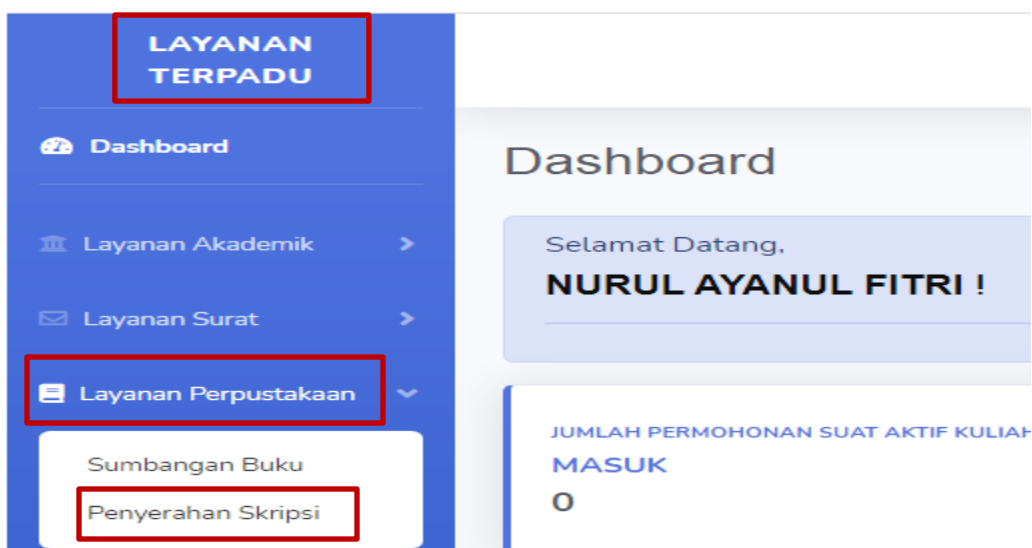 LAYANAN
TERPADU
Dashboard
Layanan Akademik
Layanan Surat
Layanan Perpustakaan
Sumbangan Buku
Penyerahan Skripsi
Dashboard
Selamat Datang,
NURUL AYANUL FITRI !
JUMLAH PERMOHONAN SUAT AKTIF KULIAH
MASUK
0